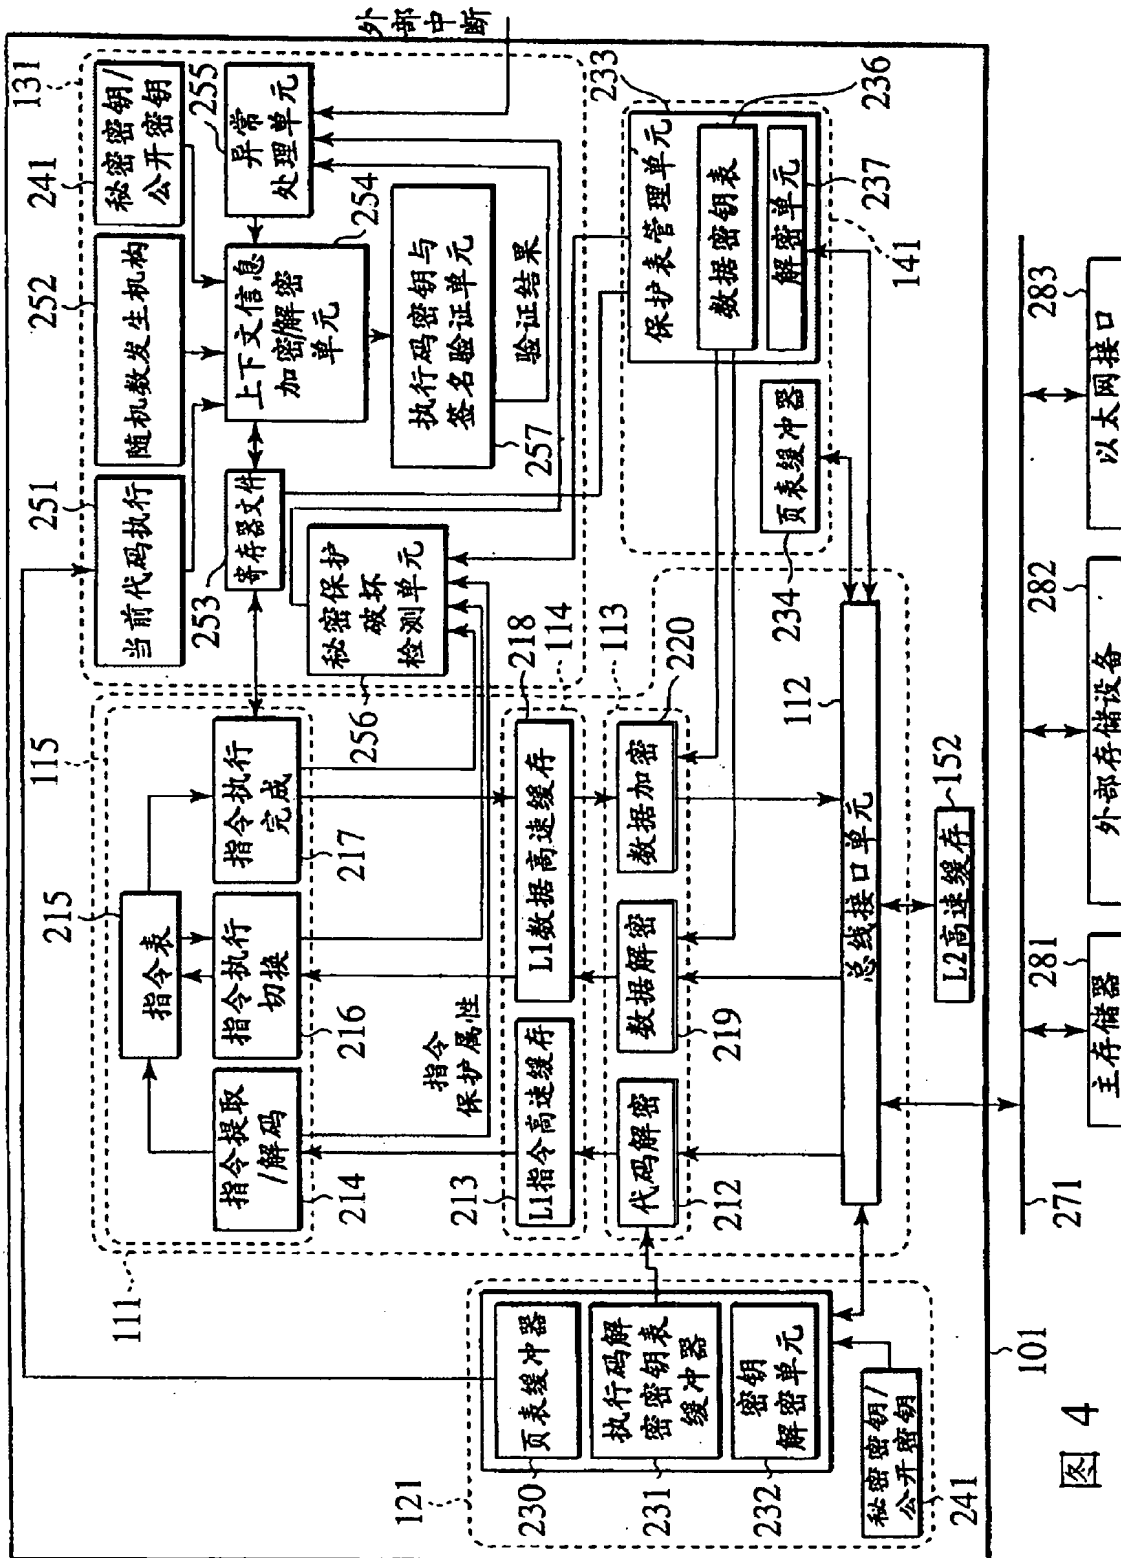 外部中断
131
241
秘密密钥/
公开密钥
252
随机数发生机构
251
当前代码执行
255
异常
处理单元
254
上下文信息
加密/解密
单元
253
寄存器文件
执行码密钥与
签名验证单元
257
验证结果
秘密保护
破坏
检测单元
256
115
215
指令表
指令执行
完成
217
指令执行
切换
216
指令提取
/解码
214
指令
保护属性
111
218
114
L1数据高速缓存
213
L1指令高速缓存
113
220
数据加密
数据解密
219
代码解密
212
233
保护表管理单元
236
数据密钥表
237
解密单元
141
页表缓冲器
234
112
总线接口单元
152
L2高速缓存
121
230
页表缓冲器
231
执行码解
密密钥表
缓冲器
232
密钥
解密单元
秘密密钥/
公开密钥
241
101
271
281
主存储器
282
外部存储设备
283
以太网接口
图 4